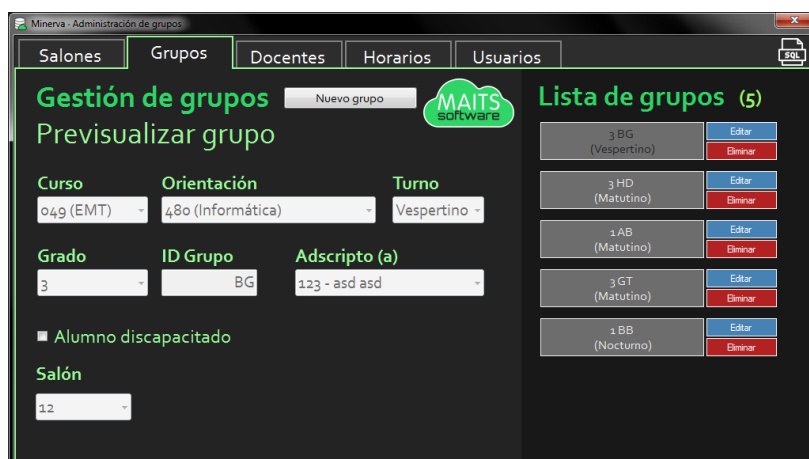 Minerva - Administración de grupos
Salones Grupos Docentes Horarios Usuarios
SQL
Gestión de grupos
Nuevo grupo
MAITS
software
Previsualizar grupo
Curso Orientación Turno
049 (EMT) 480 (Informática) Vespertino
Grado ID Grupo Adscripto (a)
3 BG 123 - asd asd
Alumno discapacitado
Salón
12
Lista de grupos (5)
3 BG
(Vespertino)
Editar
Eliminar
3 HD
(Matutino)
Editar
Eliminar
1 AB
(Matutino)
Editar
Eliminar
3 GT
(Matutino)
Editar
Eliminar
1 BB
(Nocturno)
Editar
Eliminar